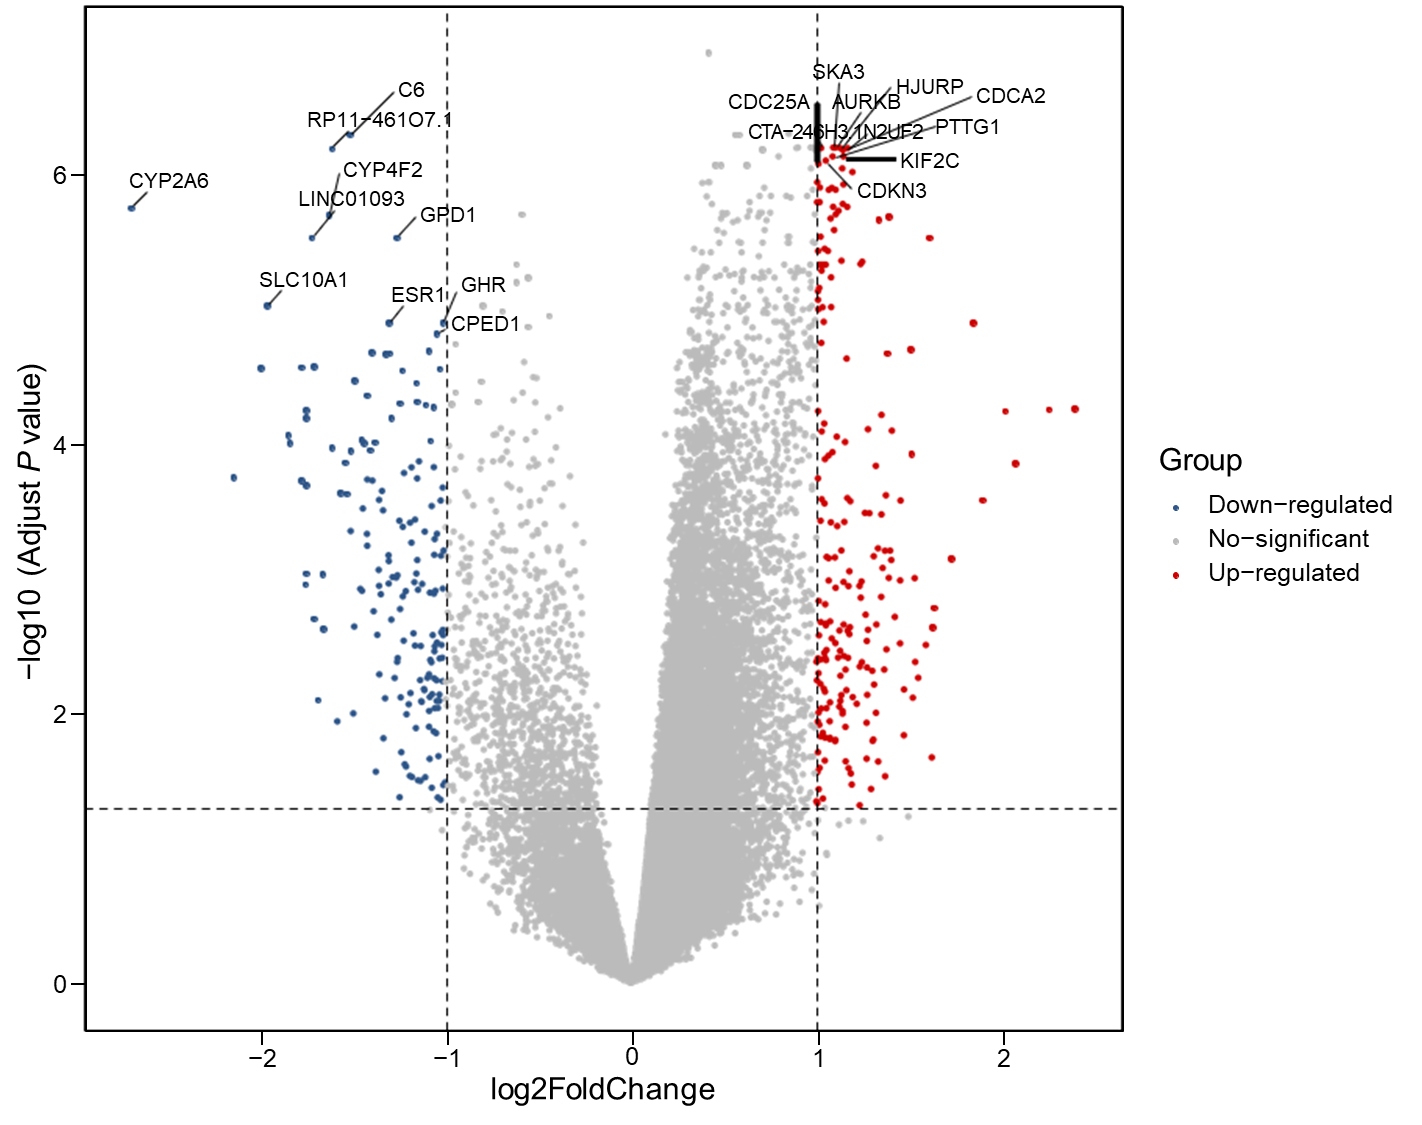 SKA3
C6
HJURP
CDCA2
CDC25A
AURKB
RP11−461O7.1
PTTG1
CTA−246H3.1
N2UF2
KIF2C
CYP4F2
CYP2A6
CDKN3
LINC01093
GPD1
SLC10A1
GHR
ESR1
CPED1
−log10 (Adjust P value)
6
4
2
0
−2
−1
0
1
2
log2FoldChange
Group
Down−regulated
No−significant
Up−regulated